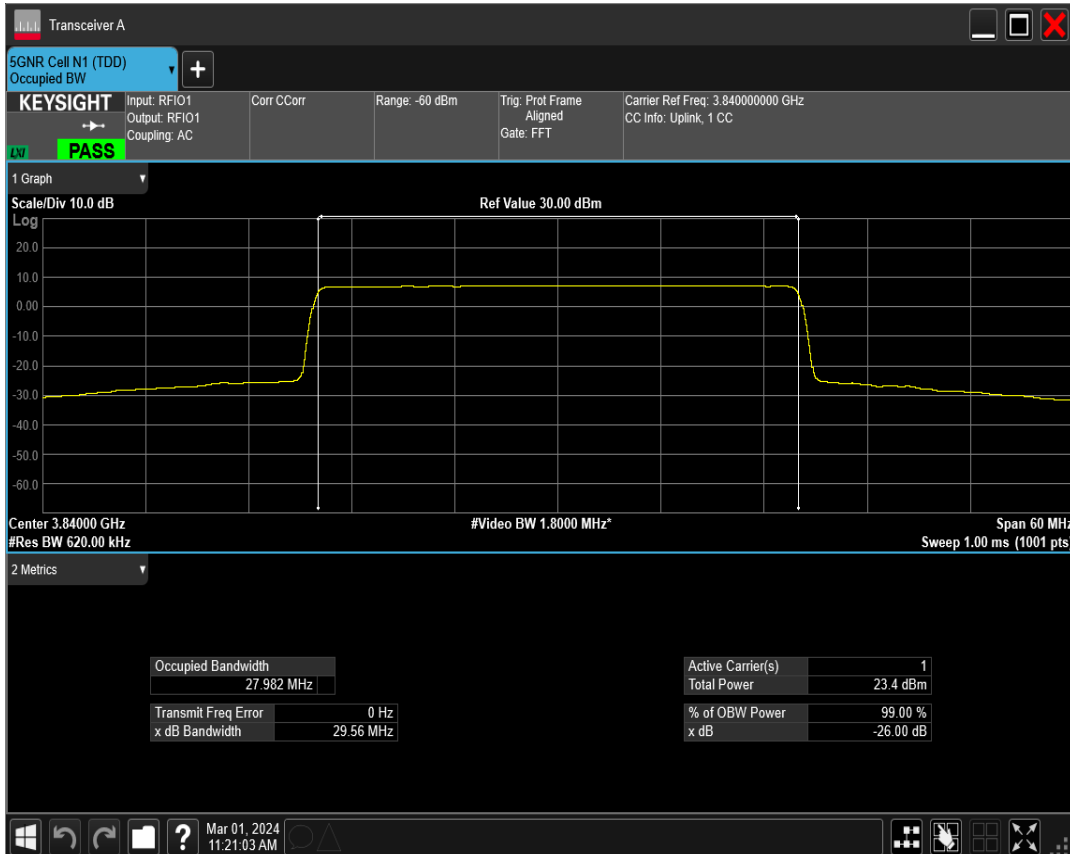 Transceiver A
5GNR Cell N1 (TDD)
Occupied BW
+
KEYSIGHT
LXI
PASS
Input: RFIO1
Output: RFIO1
Coupling: AC
Corr CCorr
Range: -60 dBm
Trig: Prot Frame
Aligned
Gate: FFT
Carrier Ref Freq: 3.840000000 GHz
CC Info: Uplink, 1 CC
1 Graph
Scale/Div 10.0 dB
Ref Value 30.00 dBm
Log
20.0
10.0
0.00
-10.0
-20.0
-30.0
-40.0
-50.0
-60.0
Center 3.84000 GHz
#Video BW 1.8000 MHz*
Span 60 MHz
#Res BW 620.00 kHz
Sweep 1.00 ms (1001 pts)
2 Metrics
Occupied Bandwidth
27.982 MHz
Transmit Freq Error 0 Hz
x dB Bandwidth 29.56 MHz
Active Carrier(s) 1
Total Power 23.4 dBm
% of OBW Power 99.00 %
x dB -26.00 dB
?
Mar 01, 2024
11:21:03 AM